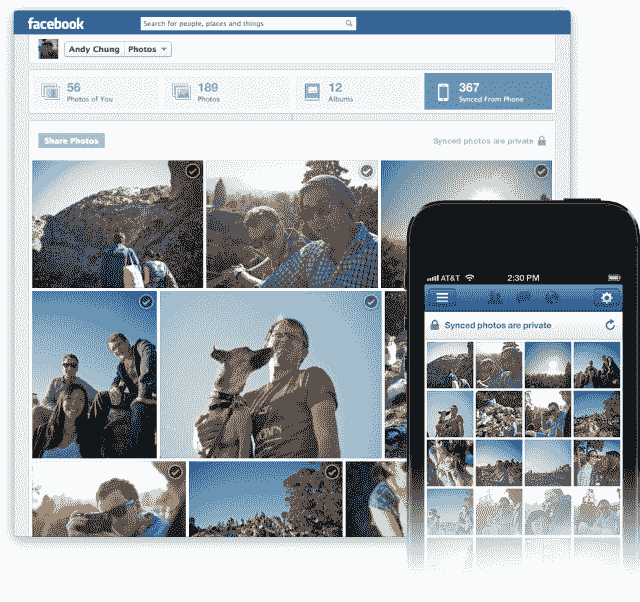 facebook
Search for people, places and things
Andy Chung Photos
56
Photos of You
189
Photos
12
Albums
367
Synced From Phone
Share Photos
Synced photos are private
AT&T 2:30 PM
Synced photos are private